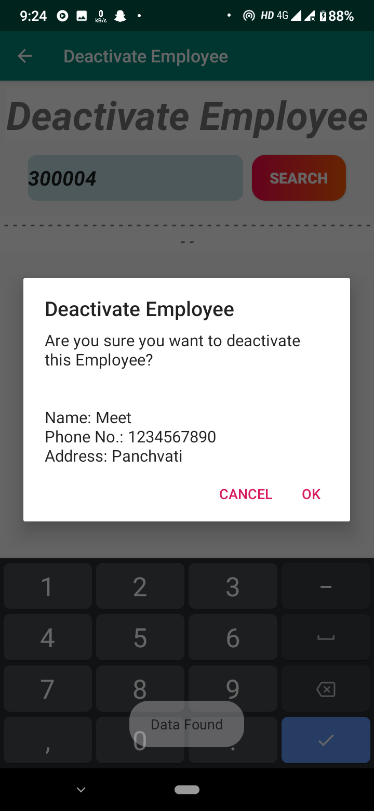 9:24 0 KB/s HD 4G 88%
Deactivate Employee
Deactivate Employee
300004 SEARCH
- - - - - - - - - - - - - - - - - - - - - - - - - - - - - - - - - - - - - - - - - - - -
- -
Deactivate Employee
Are you sure you want to deactivate
this Employee?
Name: Meet
Phone No.: 1234567890
Address: Panchvati
CANCEL OK
1 2 3 –
4 5 6
7 8 9
, 0 .
Data Found